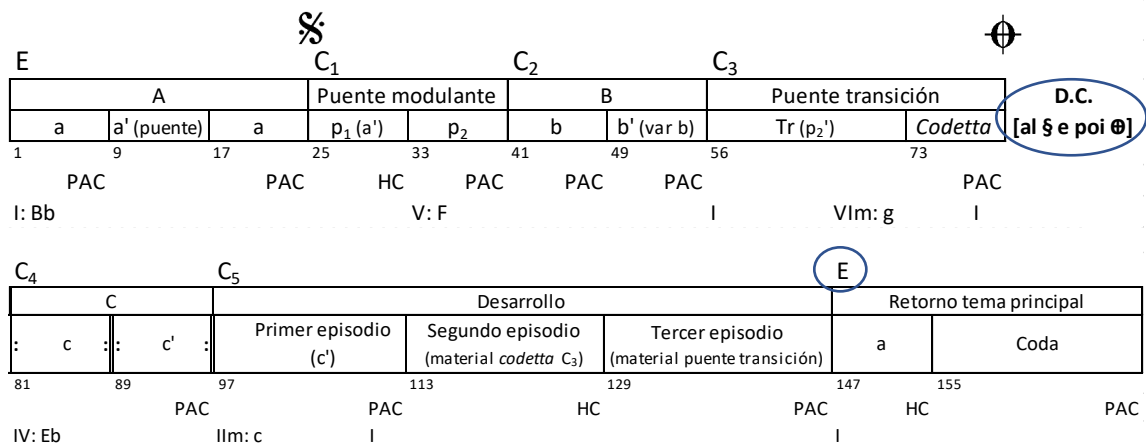 𝄋 𝄌
E C1 C2 C3
A Puente modulante B Puente transición D.C.
a a' (puente) a p1 (a') p2 b b' (var b) Tr (p2') Codetta [al § e poi ⊕]
1 9 17 25 33 41 49 56 73
PAC PAC HC PAC PAC PAC PAC
I: Bb V: F I VIm: g I
C4 C5 E
C Desarrollo Retorno tema principal
: c : : c' : Primer episodio (c') Segundo episodio (material codetta C3) Tercer episodio (material puente transición) a Coda
81 89 97 113 129 147 155
PAC PAC HC PAC HC PAC
IV: Eb IIm: c I I